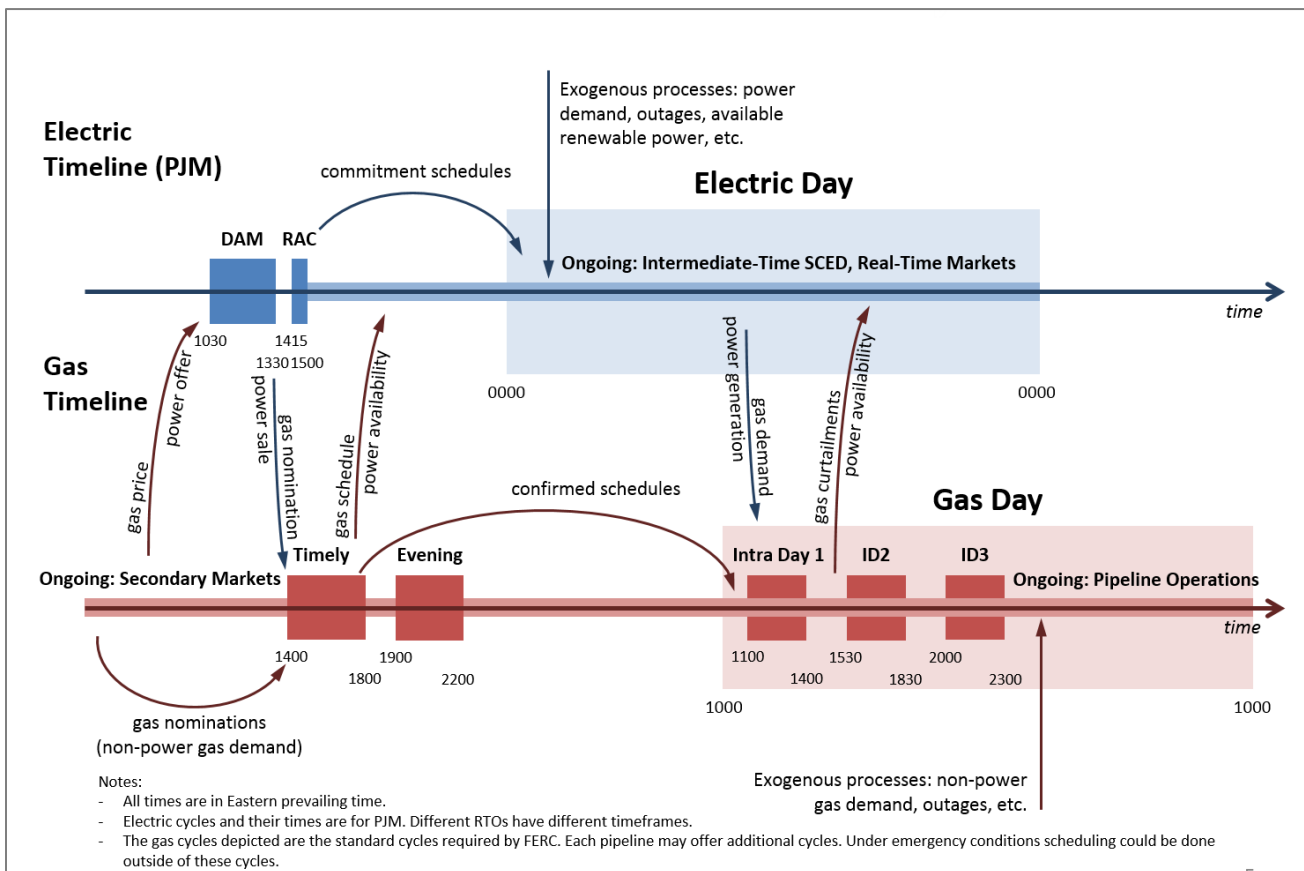 Exogenous processes: power
demand, outages, available
renewable power, etc.
Electric
Timeline (PJM)
commitment schedules
Electric Day
DAM
RAC
Ongoing: Intermediate-Time SCED, Real-Time Markets
time
1030
1415
1330
1500
Gas
Timeline
0000
0000
gas price
power offer
power sale
gas nomination
gas schedule
power availability
power generation
gas demand
gas curtailments
power availability
confirmed schedules
Gas Day
Timely
Evening
Intra Day 1
ID2
ID3
Ongoing: Secondary Markets
Ongoing: Pipeline Operations
time
1400
1800
1900
2200
1100
1400
1530
1830
2000
2300
1000
1000
gas nominations
(non-power gas demand)
Exogenous processes: non-power
gas demand, outages, etc.
Notes:
- All times are in Eastern prevailing time.
- Electric cycles and their times are for PJM. Different RTOs have different timeframes.
- The gas cycles depicted are the standard cycles required by FERC. Each pipeline may offer additional cycles. Under emergency conditions scheduling could be done
outside of these cycles.